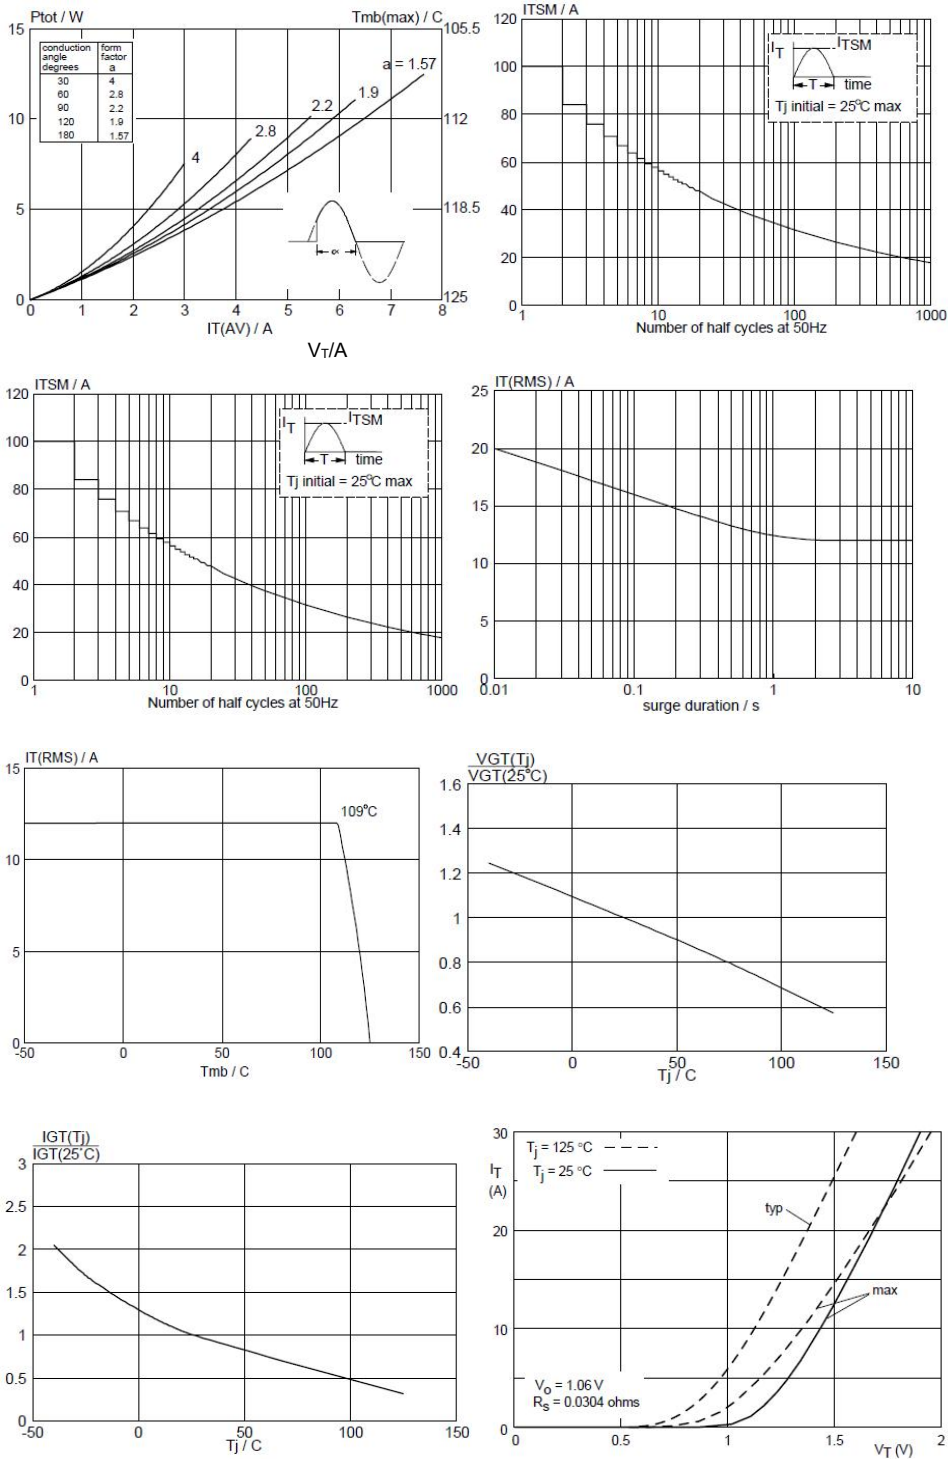 Ptot / W
Tmb(max) / C
15
10
5
0
105.5
112
118.5
125
conduction angle degrees
form factor a
30 4
60 2.8
90 2.2
120 1.9
180 1.57
a = 1.57
1.9
2.2
2.8
4
α
0 1 2 3 4 5 6 7 8
IT(AV) / A
VT/A
ITSM / A
120
100
80
60
40
20
0
IT
ITSM
T
time
Tj initial = 25°C max
1 10 100 1000
Number of half cycles at 50Hz
ITSM / A
120
100
80
60
40
20
0
IT
ITSM
T
time
Tj initial = 25°C max
1 10 100 1000
Number of half cycles at 50Hz
IT(RMS) / A
25
20
15
10
5
0
0.01 0.1 1 10
surge duration / s
IT(RMS) / A
15
10
5
0
109°C
-50 0 50 100 150
Tmb / C
VGT(Tj)
VGT(25°C)
1.6
1.4
1.2
1
0.8
0.6
0.4
-50 0 50 100 150
Tj / C
IGT(Tj)
IGT(25°C)
3
2.5
2
1.5
1
0.5
0
-50 0 50 100 150
Tj / C
30
20
10
0
IT
(A)
Tj = 125 °C
Tj = 25 °C
typ
max
Vo = 1.06 V
Rs = 0.0304 ohms
0 0.5 1 1.5 2
VT (V)